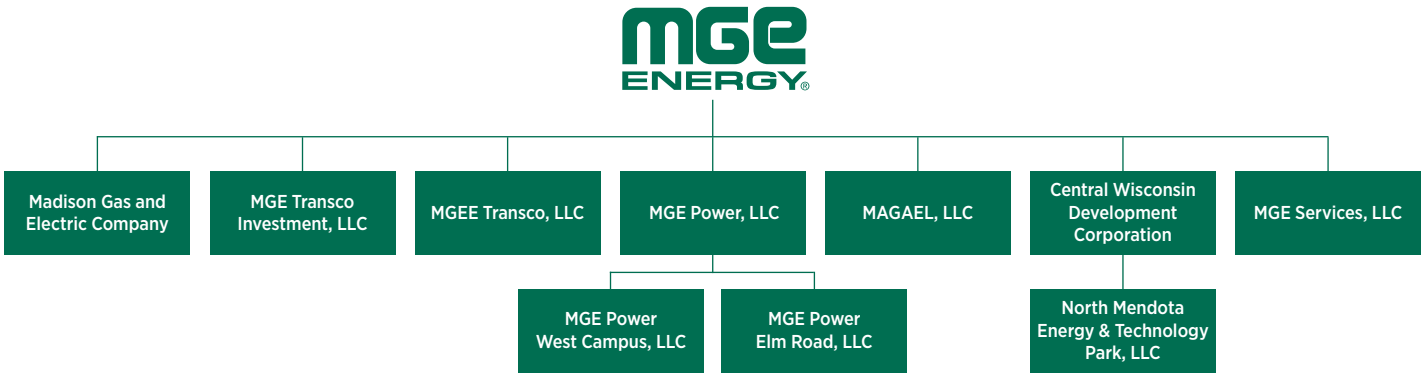 mge
ENERGY®
Madison Gas and
Electric Company
MGE Transco
Investment, LLC
MGEE Transco, LLC
MGE Power, LLC
MAGAEL, LLC
Central Wisconsin
Development
Corporation
MGE Services, LLC
MGE Power
West Campus, LLC
MGE Power
Elm Road, LLC
North Mendota
Energy & Technology
Park, LLC